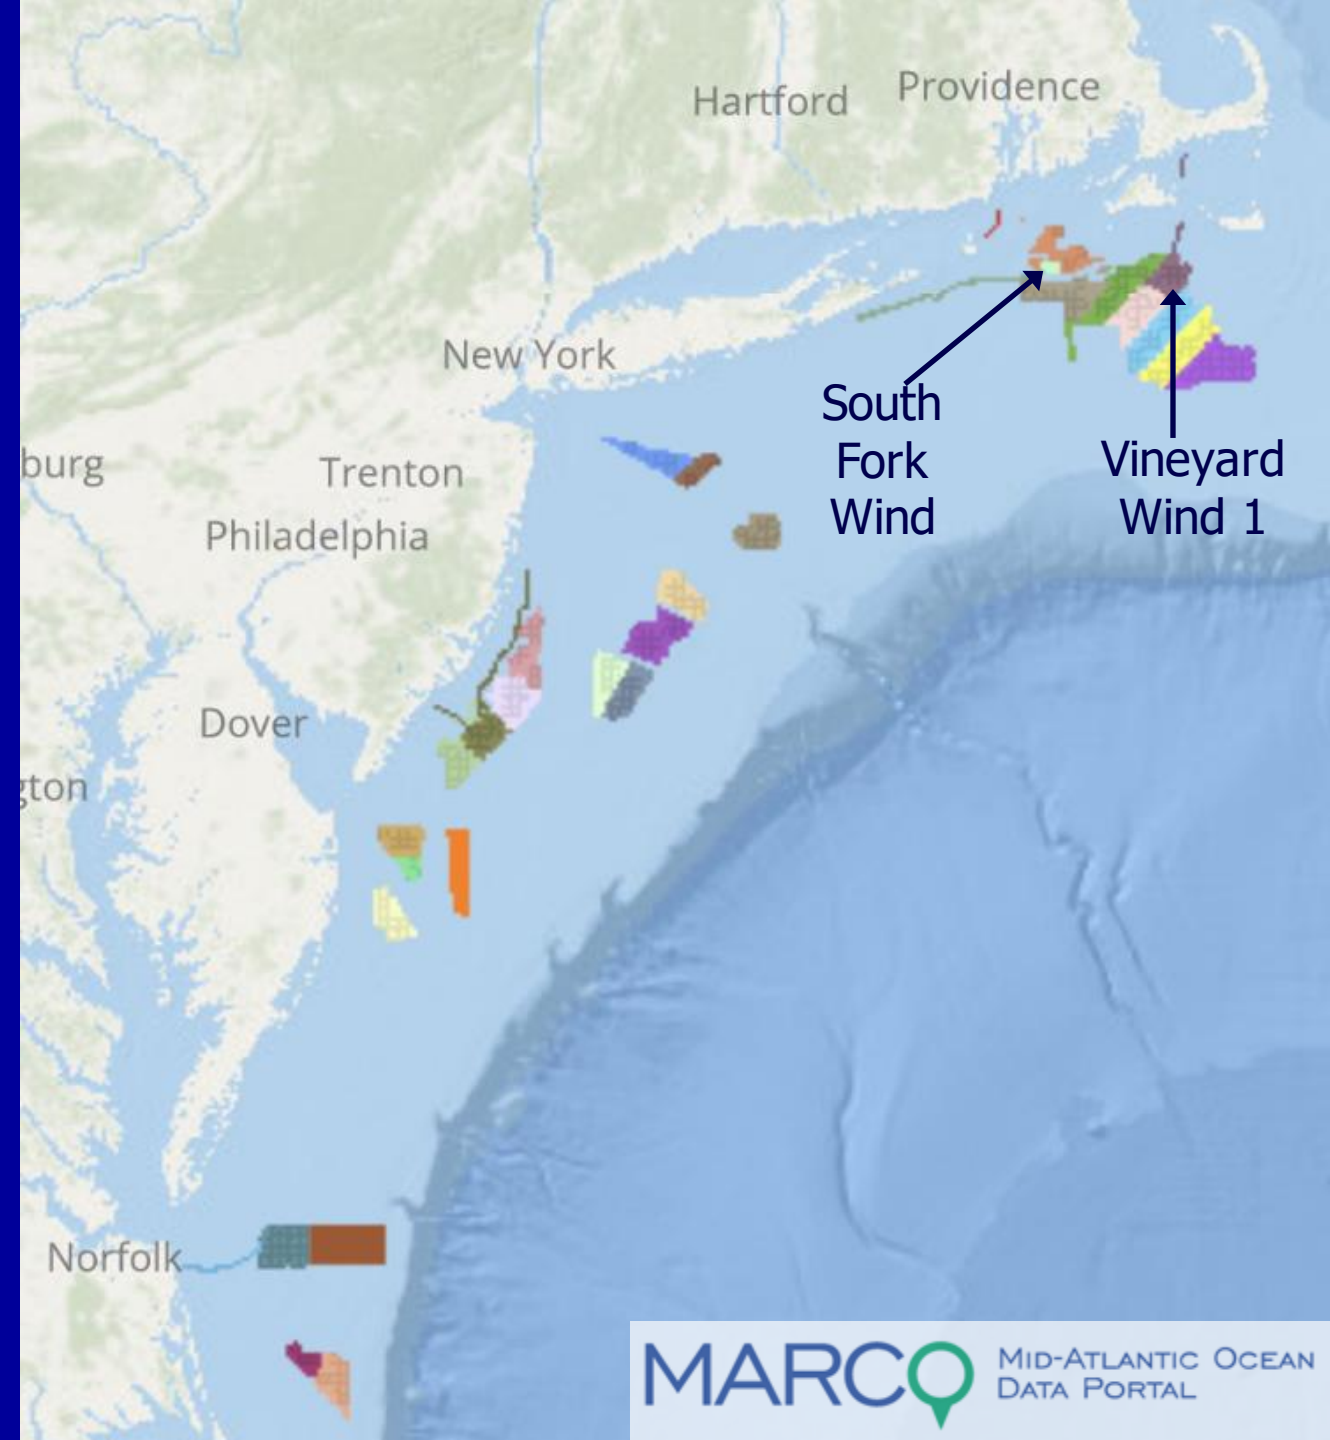 Hartford
Providence
New York
South
Fork
Wind
Vineyard
Wind 1
burg
Trenton
Philadelphia
Dover
gton
Norfolk
MARCO
MID-ATLANTIC OCEAN
DATA PORTAL